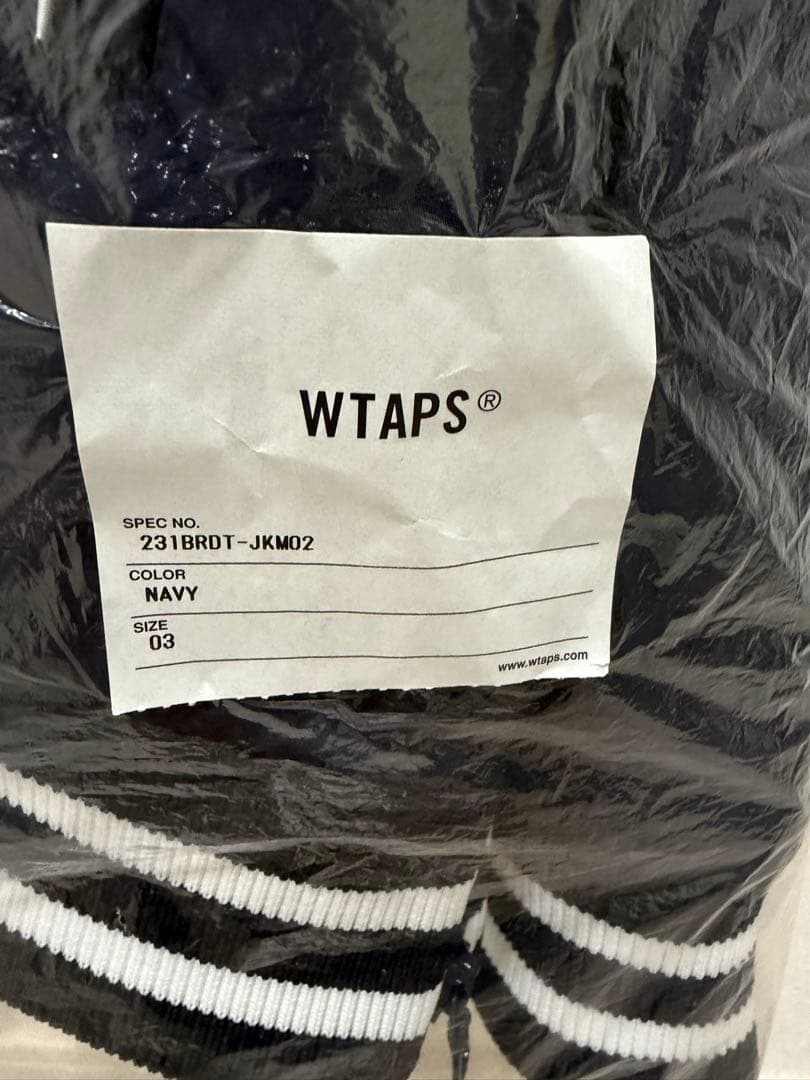 WTAPS®
SPEC NO.
231BRDT-JKM02
COLOR
NAVY
SIZE
03
www.wtaps.com